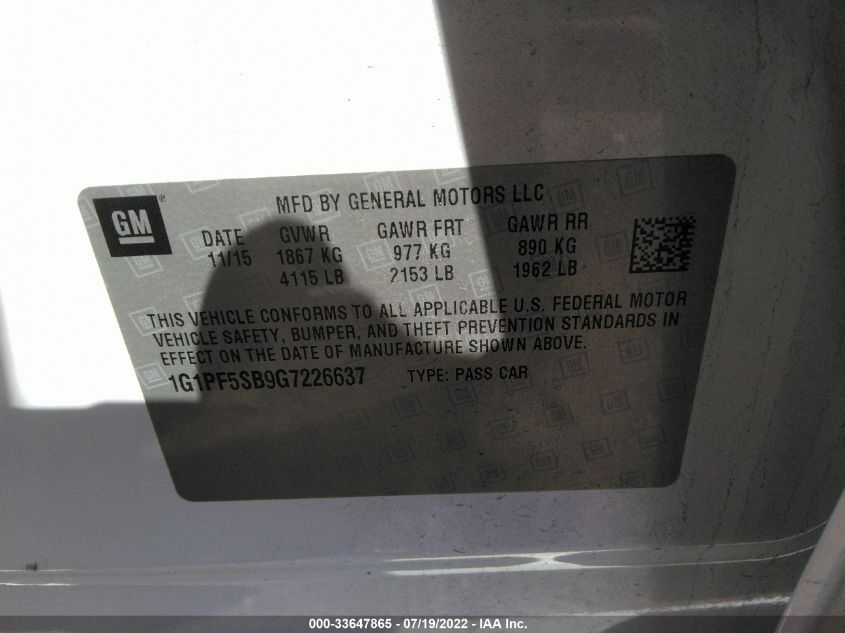 GM ®
MFD BY GENERAL MOTORS LLC
DATE GVWR GAWR FRT GAWR RR
11/15 1867 KG 977 KG 890 KG
4115 LB 2153 LB 1962 LB
THIS VEHICLE CONFORMS TO ALL APPLICABLE U.S. FEDERAL MOTOR
VEHICLE SAFETY, BUMPER, AND THEFT PREVENTION STANDARDS IN
EFFECT ON THE DATE OF MANUFACTURE SHOWN ABOVE.
1G1PF5SB9G7226637 TYPE: PASS CAR
000-33647865 - 07/19/2022 - IAA Inc.